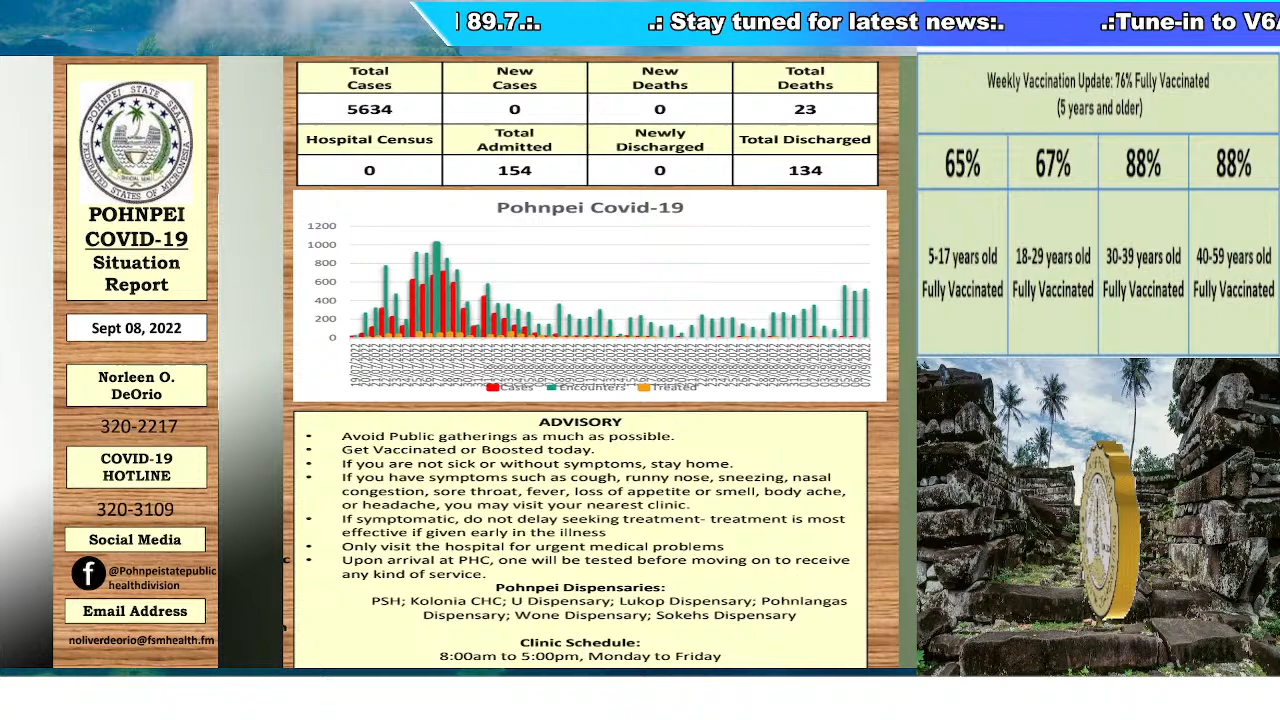 89.7.:.
.: Stay tuned for latest news:.
.:Tune-in to V6A
POHNPEI STATE SEAL
FEDERATED STATES OF MICRONESIA
POHNPEI
COVID-19
Situation
Report
Sept 08, 2022
Norleen O.
DeOrio
320-2217
COVID-19
HOTLINE
320-3109
Social Media
@Pohnpeistatepublic
healthdivision
Email Address
noliverdeorio@fsmhealth.fm
Total Cases New Cases New Deaths Total Deaths
5634 0 0 23
Hospital Census Total Admitted Newly Discharged Total Discharged
0 154 0 134
Pohnpei Covid-19
1200
1000
800
600
400
200
0
Cases Encounters Treated
ADVISORY
• Avoid Public gatherings as much as possible.
• Get Vaccinated or Boosted today.
• If you are not sick or without symptoms, stay home.
• If you have symptoms such as cough, runny nose, sneezing, nasal
congestion, sore throat, fever, loss of appetite or smell, body ache,
or headache, you may visit your nearest clinic.
• If symptomatic, do not delay seeking treatment- treatment is most
effective if given early in the illness
• Only visit the hospital for urgent medical problems
• Upon arrival at PHC, one will be tested before moving on to receive
any kind of service.
Pohnpei Dispensaries:
PSH; Kolonia CHC; U Dispensary; Lukop Dispensary; Pohnlangas
Dispensary; Wone Dispensary; Sokehs Dispensary
Clinic Schedule:
8:00am to 5:00pm, Monday to Friday
Weekly Vaccination Update: 76% Fully Vaccinated
(5 years and older)
65% 67% 88% 88%
5-17 years old 18-29 years old 30-39 years old 40-59 years old
Fully Vaccinated Fully Vaccinated Fully Vaccinated Fully Vaccinated